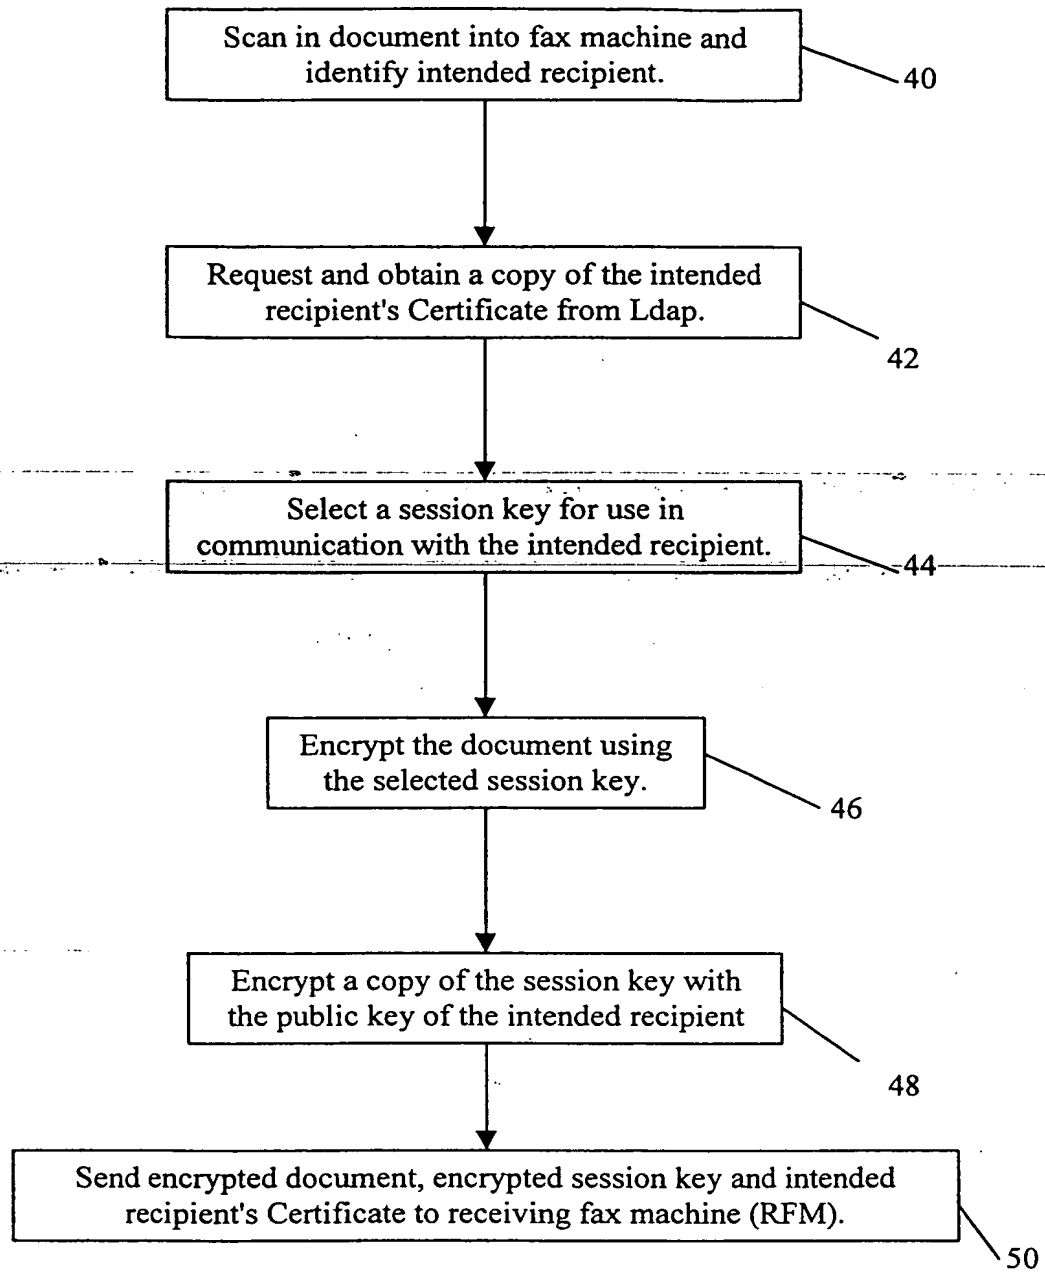 Scan in document into fax machine and
identify intended recipient.
40
Request and obtain a copy of the intended
recipient's Certificate from Ldap.
42
Select a session key for use in
communication with the intended recipient.
44
Encrypt the document using
the selected session key.
46
Encrypt a copy of the session key with
the public key of the intended recipient
48
Send encrypted document, encrypted session key and intended
recipient's Certificate to receiving fax machine (RFM).
50